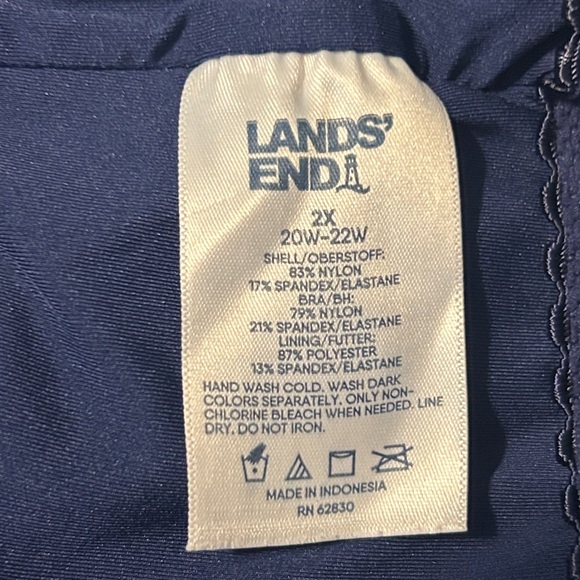 LANDS'
END
2X
20W-22W
SHELL/OBERSTOFF:
83% NYLON
17% SPANDEX/ELASTANE
BRA/BH:
79% NYLON
21% SPANDEX/ELASTANE
LINING/FUTTER:
87% POLYESTER
13% SPANDEX/ELASTANE
HAND WASH COLD. WASH DARK
COLORS SEPARATELY. ONLY NON-
CHLORINE BLEACH WHEN NEEDED. LINE
DRY. DO NOT IRON.
MADE IN INDONESIA
RN 62830